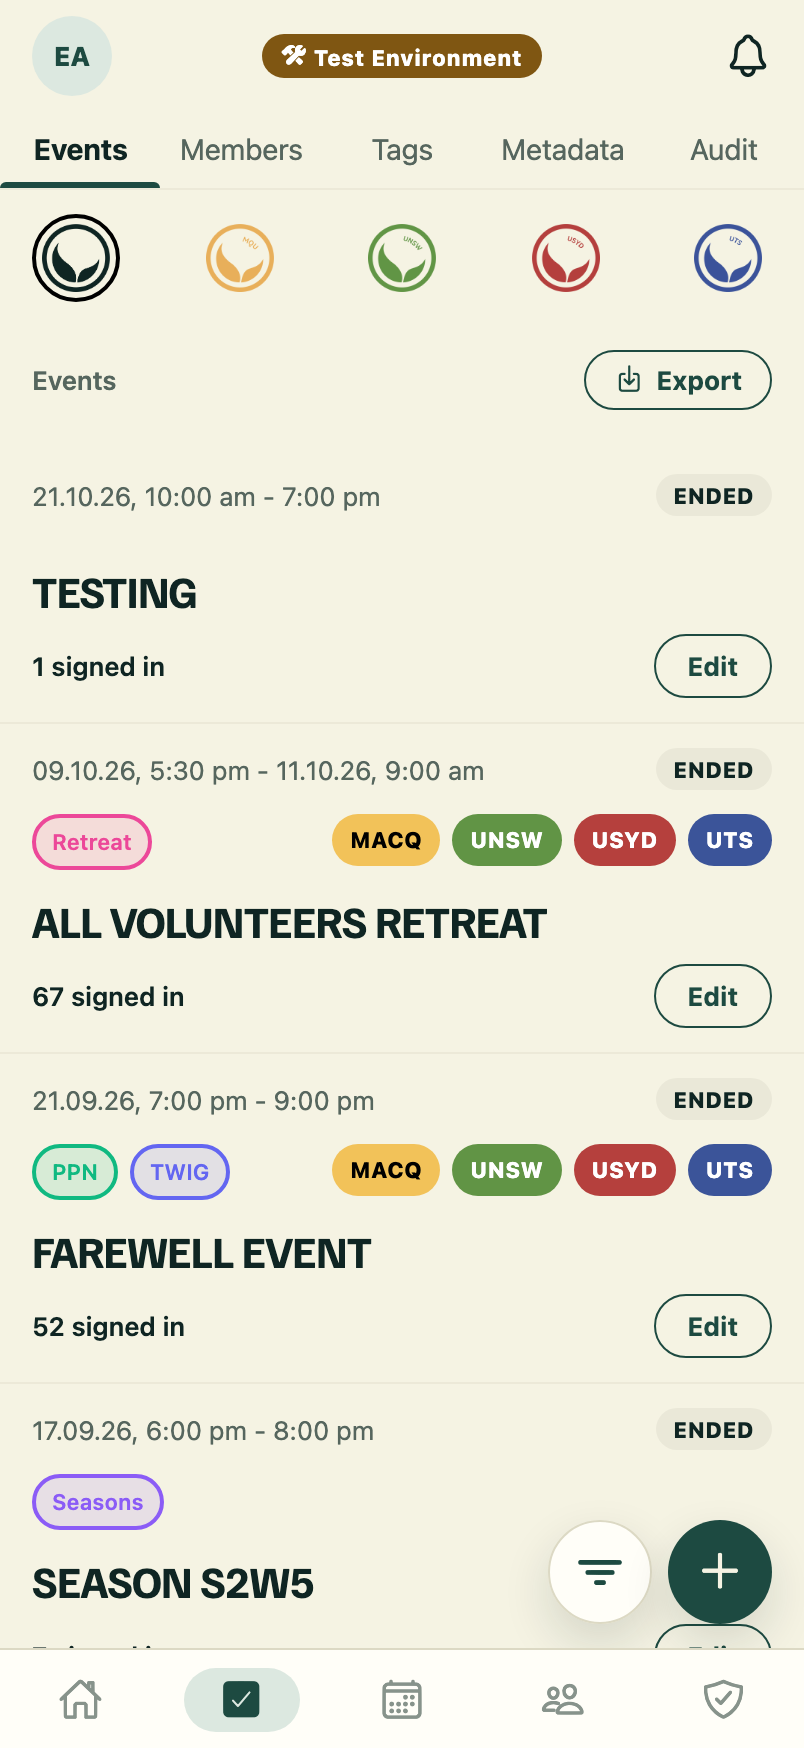 EA
🛠 Test Environment
Events Members Tags Metadata Audit
MQU UNSW USYD UTS
Events
Export
21.10.26, 10:00 am - 7:00 pm
ENDED
TESTING
1 signed in
Edit
09.10.26, 5:30 pm - 11.10.26, 9:00 am
ENDED
Retreat MACQ UNSW USYD UTS
ALL VOLUNTEERS RETREAT
67 signed in
Edit
21.09.26, 7:00 pm - 9:00 pm
ENDED
PPN TWIG MACQ UNSW USYD UTS
FAREWELL EVENT
52 signed in
Edit
17.09.26, 6:00 pm - 8:00 pm
ENDED
Seasons
SEASON S2W5